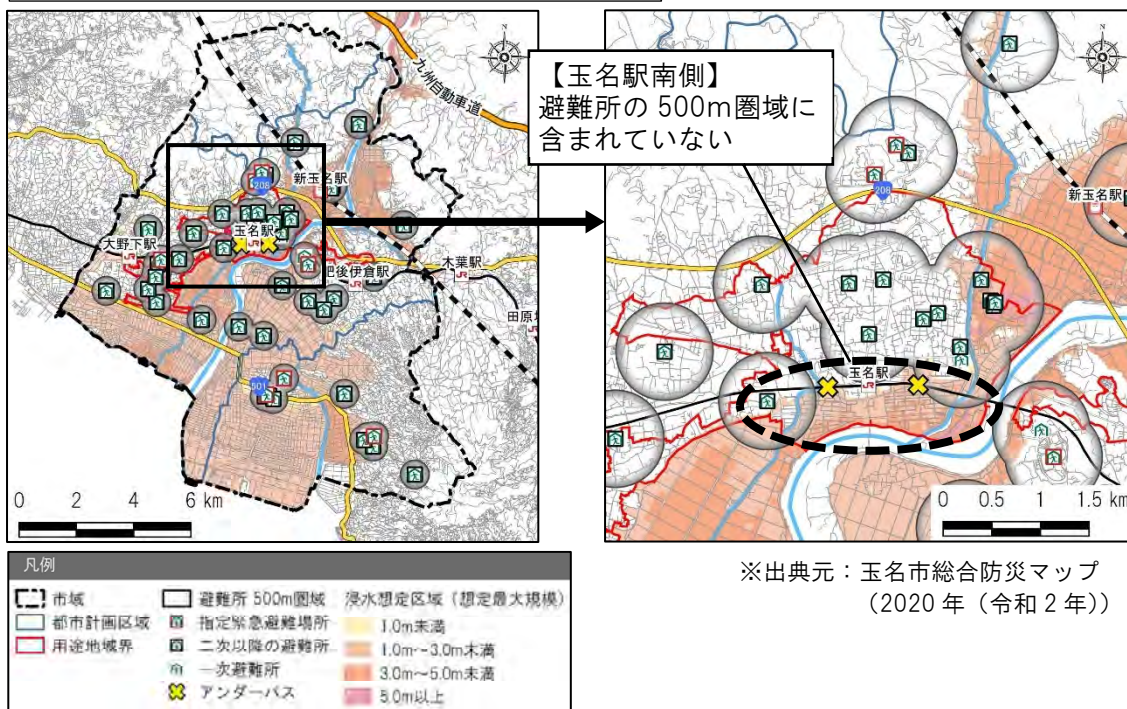 九州自動車道
新玉名駅
208
玉名駅
大野下駅
肥後伊倉駅
木葉駅
501
0 2 4 6 km
【玉名駅南側】
避難所の500m圏域に
含まれていない
208
新玉名駅
玉名駅
0 0.5 1 1.5 km
凡例
市域
都市計画区域
用途地域界
避難所 500m圏域
指定緊急避難場所
二次以降の避難所
一次避難所
アンダーパス
浸水想定区域（想定最大規模）
1.0m未満
1.0m～3.0m未満
3.0m～5.0m未満
5.0m以上
※出典元：玉名市総合防災マップ
（2020年（令和2年））